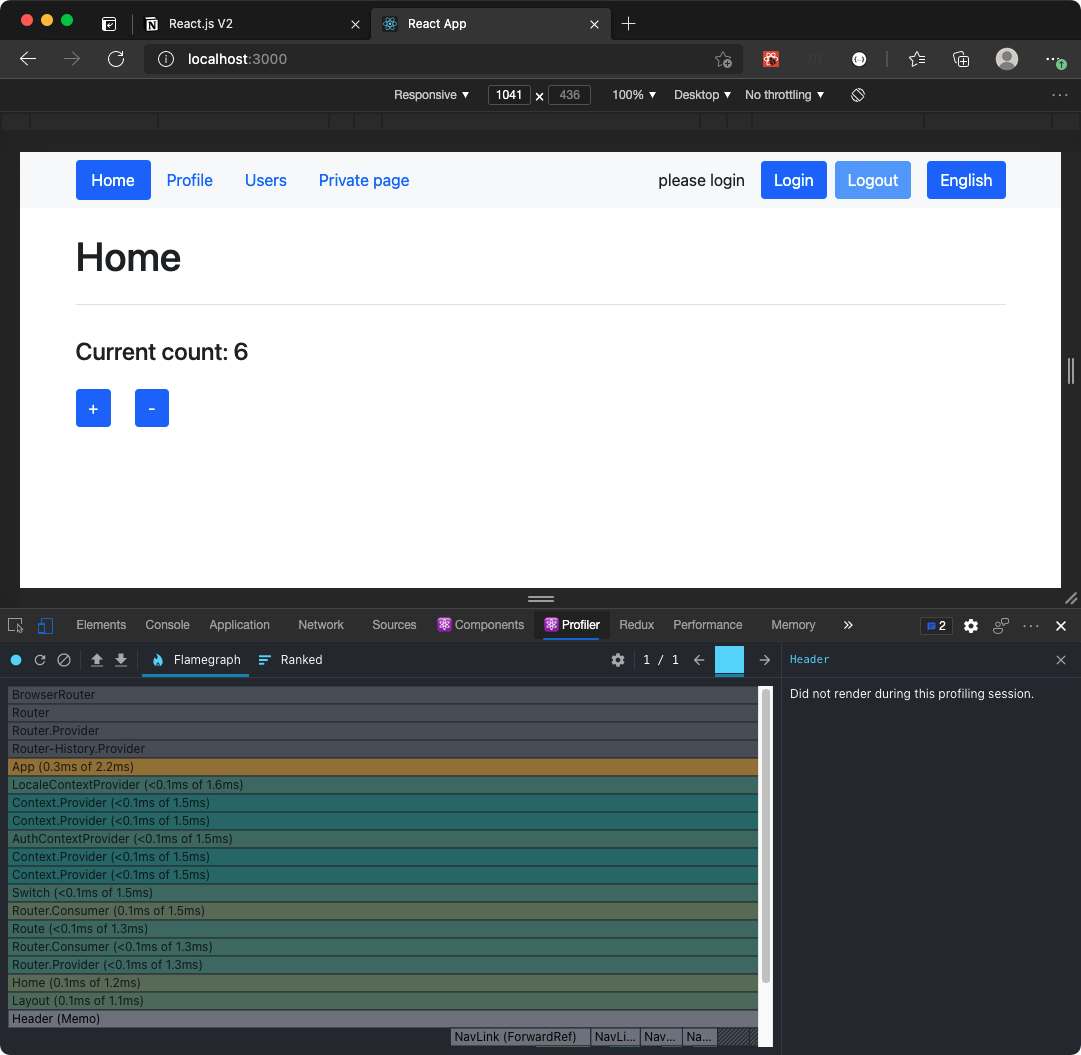 React.js V2
React App
localhost:3000
Responsive 1041 x 436 100% Desktop No throttling
Home Profile Users Private page please login Login Logout English
Home
Current count: 6
+ -
Elements Console Application Network Sources Components Profiler Redux Performance Memory » 2
Flamegraph Ranked 1 / 1 Header
Did not render during this profiling session.
BrowserRouter
Router
Router.Provider
Router-History.Provider
App (0.3ms of 2.2ms)
LocaleContextProvider (<0.1ms of 1.6ms)
Context.Provider (<0.1ms of 1.5ms)
Context.Provider (<0.1ms of 1.5ms)
AuthContextProvider (<0.1ms of 1.5ms)
Context.Provider (<0.1ms of 1.5ms)
Context.Provider (<0.1ms of 1.5ms)
Switch (<0.1ms of 1.5ms)
Router.Consumer (0.1ms of 1.5ms)
Route (<0.1ms of 1.3ms)
Router.Consumer (<0.1ms of 1.3ms)
Router.Provider (<0.1ms of 1.3ms)
Home (0.1ms of 1.2ms)
Layout (0.1ms of 1.1ms)
Header (Memo)
NavLink (ForwardRef) NavLi... Nav... Na...